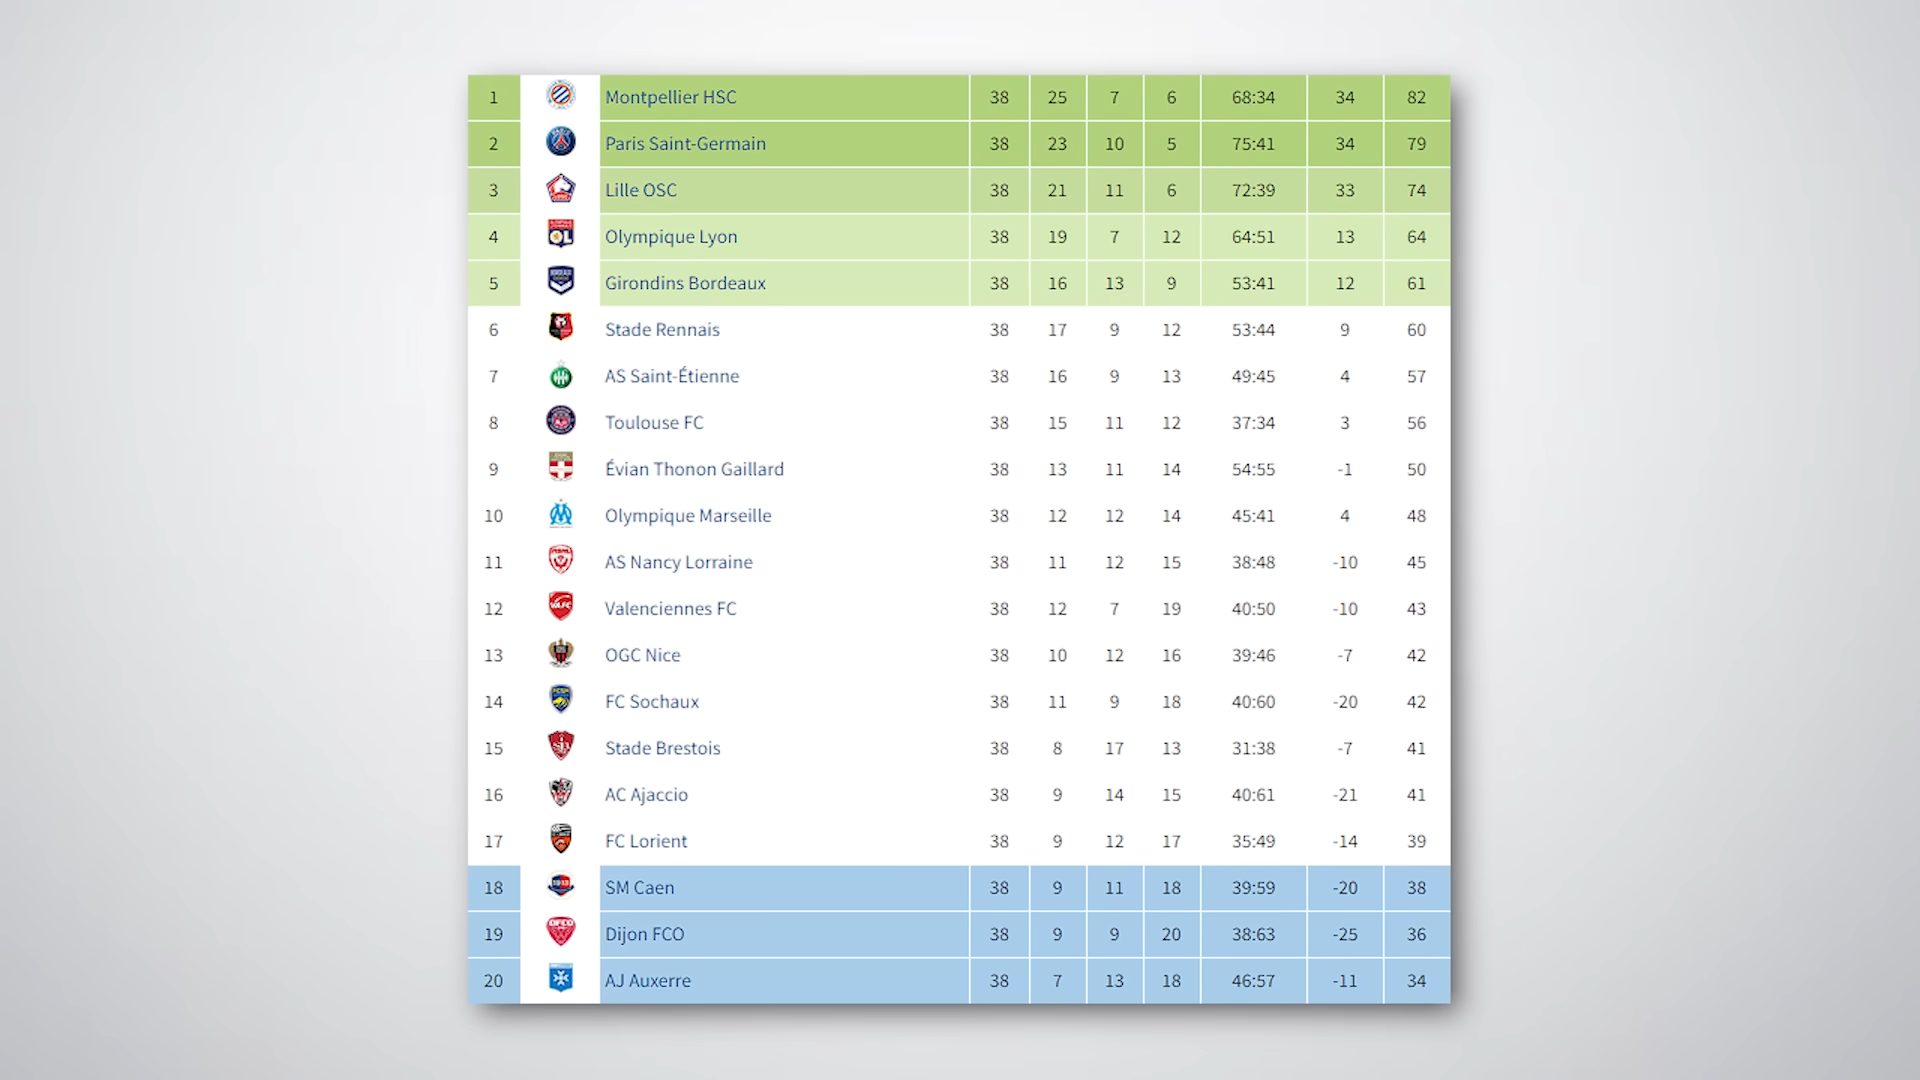 1 Montpellier HSC 38 25 7 6 68:34 34 82
2 Paris Saint-Germain 38 23 10 5 75:41 34 79
3 Lille OSC 38 21 11 6 72:39 33 74
4 Olympique Lyon 38 19 7 12 64:51 13 64
5 Girondins Bordeaux 38 16 13 9 53:41 12 61
6 Stade Rennais 38 17 9 12 53:44 9 60
7 AS Saint-Étienne 38 16 9 13 49:45 4 57
8 Toulouse FC 38 15 11 12 37:34 3 56
9 Évian Thonon Gaillard 38 13 11 14 54:55 -1 50
10 Olympique Marseille 38 12 12 14 45:41 4 48
11 AS Nancy Lorraine 38 11 12 15 38:48 -10 45
12 Valenciennes FC 38 12 7 19 40:50 -10 43
13 OGC Nice 38 10 12 16 39:46 -7 42
14 FC Sochaux 38 11 9 18 40:60 -20 42
15 Stade Brestois 38 8 17 13 31:38 -7 41
16 AC Ajaccio 38 9 14 15 40:61 -21 41
17 FC Lorient 38 9 12 17 35:49 -14 39
18 SM Caen 38 9 11 18 39:59 -20 38
19 Dijon FCO 38 9 9 20 38:63 -25 36
20 AJ Auxerre 38 7 13 18 46:57 -11 34